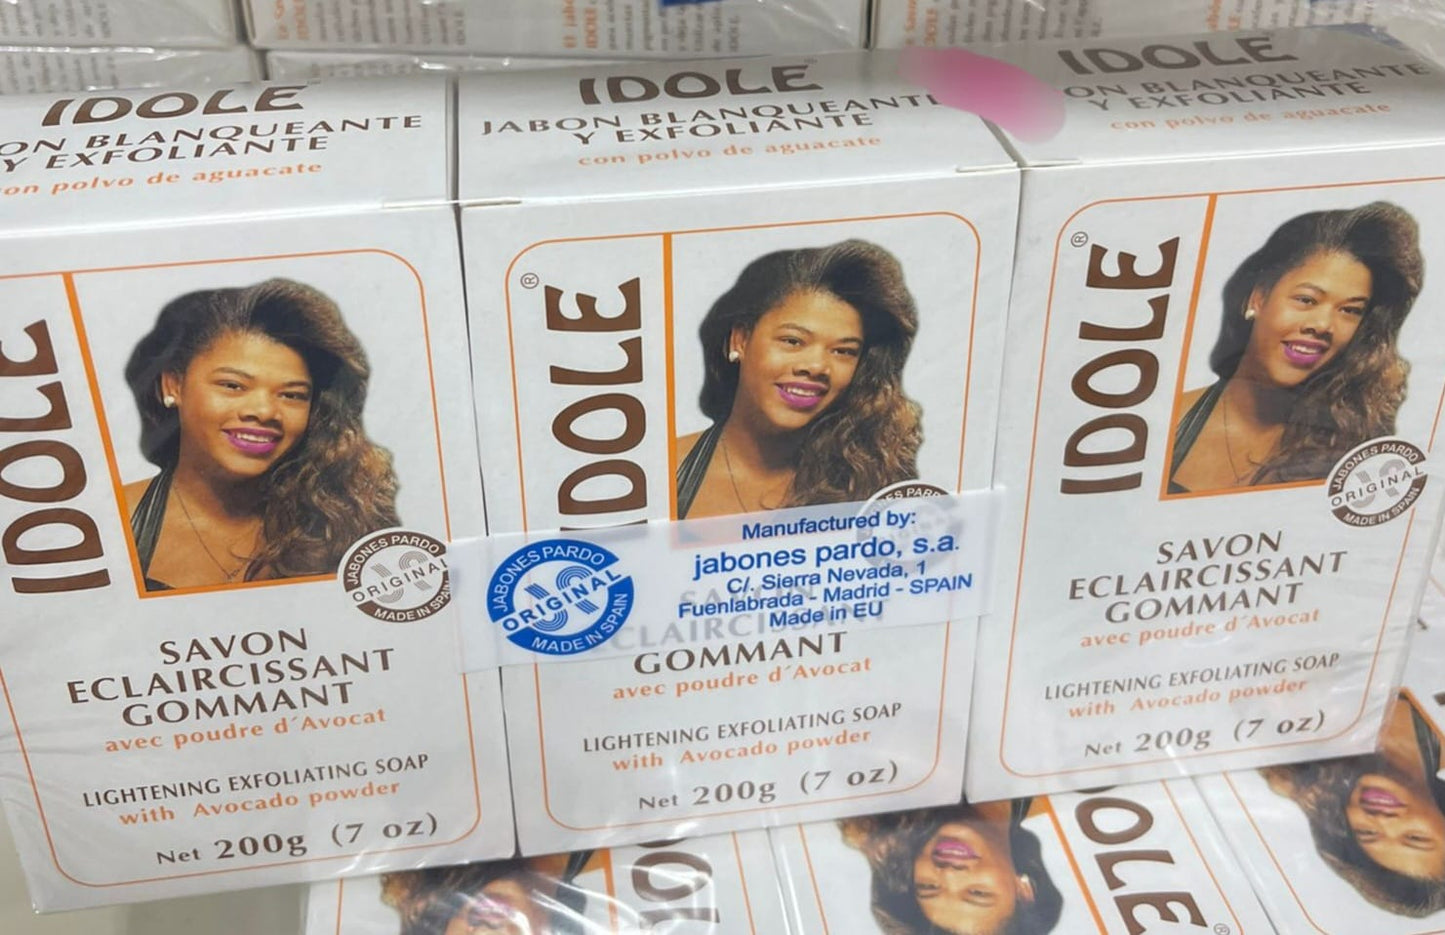 IDOLE
ON BLANQUEANTE
Y EXFOLIANTE
con polvo de aguacate
IDOLE
JABONES PARDO
ORIGINAL
MADE IN SPAIN
SAVON
ECLAIRCISSANT
GOMMANT
avec poudre d´Avocat
LIGHTENING EXFOLIATING SOAP
with Avocado powder
Net 200g (7 oz)
IDOLE®
JABON BLANQUEANTE
Y EXFOLIANTE
con polvo de aguacate
IDOLE®
JABONES PARDO
ORIGINAL
MADE IN SPAIN
Manufactured by:
jabones pardo, s.a.
C/. Sierra Nevada, 1
Fuenlabrada - Madrid - SPAIN
Made in EU
ECLAIRCISSANT
GOMMANT
avec poudre d´Avocat
LIGHTENING EXFOLIATING SOAP
with Avocado powder
Net 200g (7 oz)
IDOLE®
ON BLANQUEANTE
Y EXFOLIANTE
con polvo de aguacate
IDOLE®
JABONES PARDO
ORIGINAL
MADE IN SPAIN
SAVON
ECLAIRCISSANT
GOMMANT
avec poudre d´Avocat
LIGHTENING EXFOLIATING SOAP
with Avocado powder
Net 200g (7 oz)